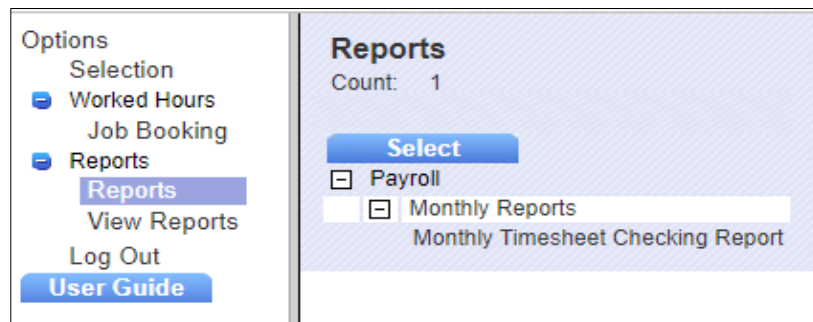 Options
Selection
Worked Hours
Job Booking
Reports
Reports
View Reports
Log Out
User Guide
Reports
Count: 1
Select
Payroll
Monthly Reports
Monthly Timesheet Checking Report